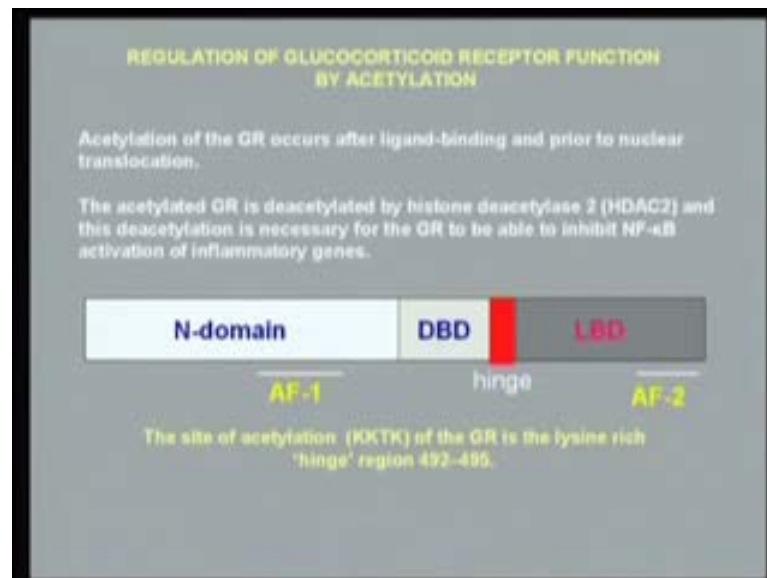 REGULATION OF GLUCOCORTICOID RECEPTOR FUNCTION
BY ACETYLATION
Acetylation of the GR occurs after ligand-binding and prior to nuclear
translocation.
The acetylated GR is deacetylated by histone deacetylase 2 (HDAC2) and
this deacetylation is necessary for the GR to be able to inhibit NF-κB
activation of inflammatory genes.
N-domain DBD LBD
AF-1 hinge AF-2
The site of acetylation (KKTK) of the GR is the lysine rich
'hinge' region 492–495.